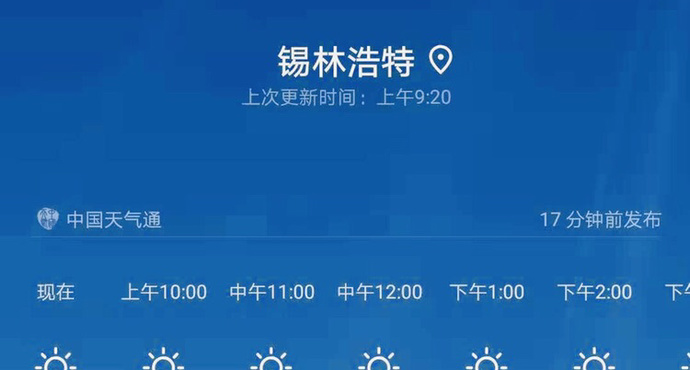 锡林浩特
上次更新时间：上午9:20
中国天气通 17 分钟前发布
现在 上午10:00 中午11:00 中午12:00 下午1:00 下午2:00 下午